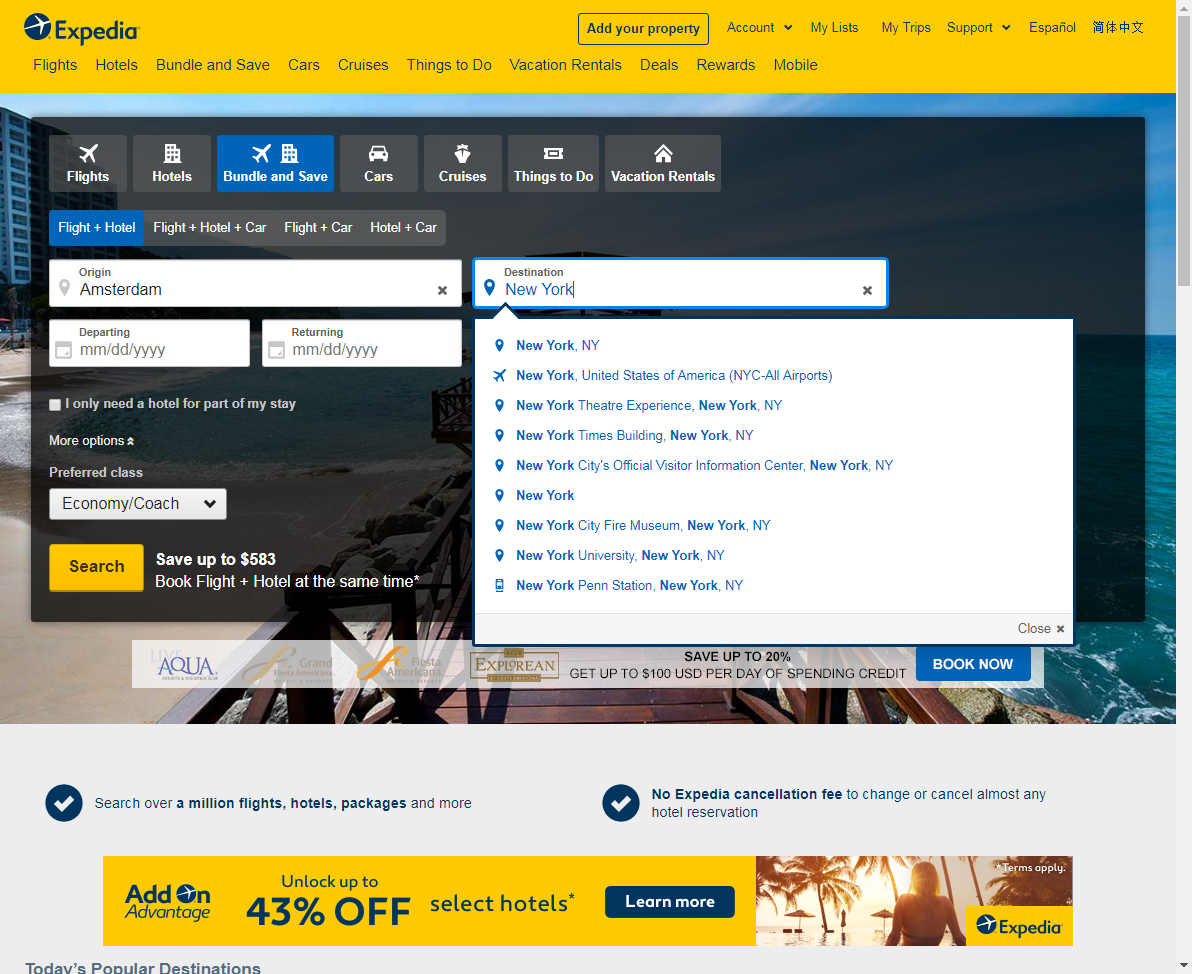 Expedia
Add your property
Account
My Lists
My Trips
Support
Español
简体中文
Flights Hotels Bundle and Save Cars Cruises Things to Do Vacation Rentals Deals Rewards Mobile
Flights
Hotels
Bundle and Save
Cars
Cruises
Things to Do
Vacation Rentals
Flight + Hotel
Flight + Hotel + Car
Flight + Car
Hotel + Car
Origin
Amsterdam
Destination
New York
Departing
mm/dd/yyyy
Returning
mm/dd/yyyy
I only need a hotel for part of my stay
More options
Preferred class
Economy/Coach
Search
Save up to $583
Book Flight + Hotel at the same time*
New York, NY
New York, United States of America (NYC-All Airports)
New York Theatre Experience, New York, NY
New York Times Building, New York, NY
New York City's Official Visitor Information Center, New York, NY
New York
New York City Fire Museum, New York, NY
New York University, New York, NY
New York Penn Station, New York, NY
Close
LIVE
AQUA
Grand
Fiesta Americana
Fiesta
Americana
EXPLOREAN
SAVE UP TO 20%
GET UP TO $100 USD PER DAY OF SPENDING CREDIT
BOOK NOW
Search over a million flights, hotels, packages and more
No Expedia cancellation fee to change or cancel almost any
hotel reservation
Add On
Advantage
Unlock up to
43% OFF
select hotels*
Learn more
*Terms apply.
Expedia
Today's Popular Destinations